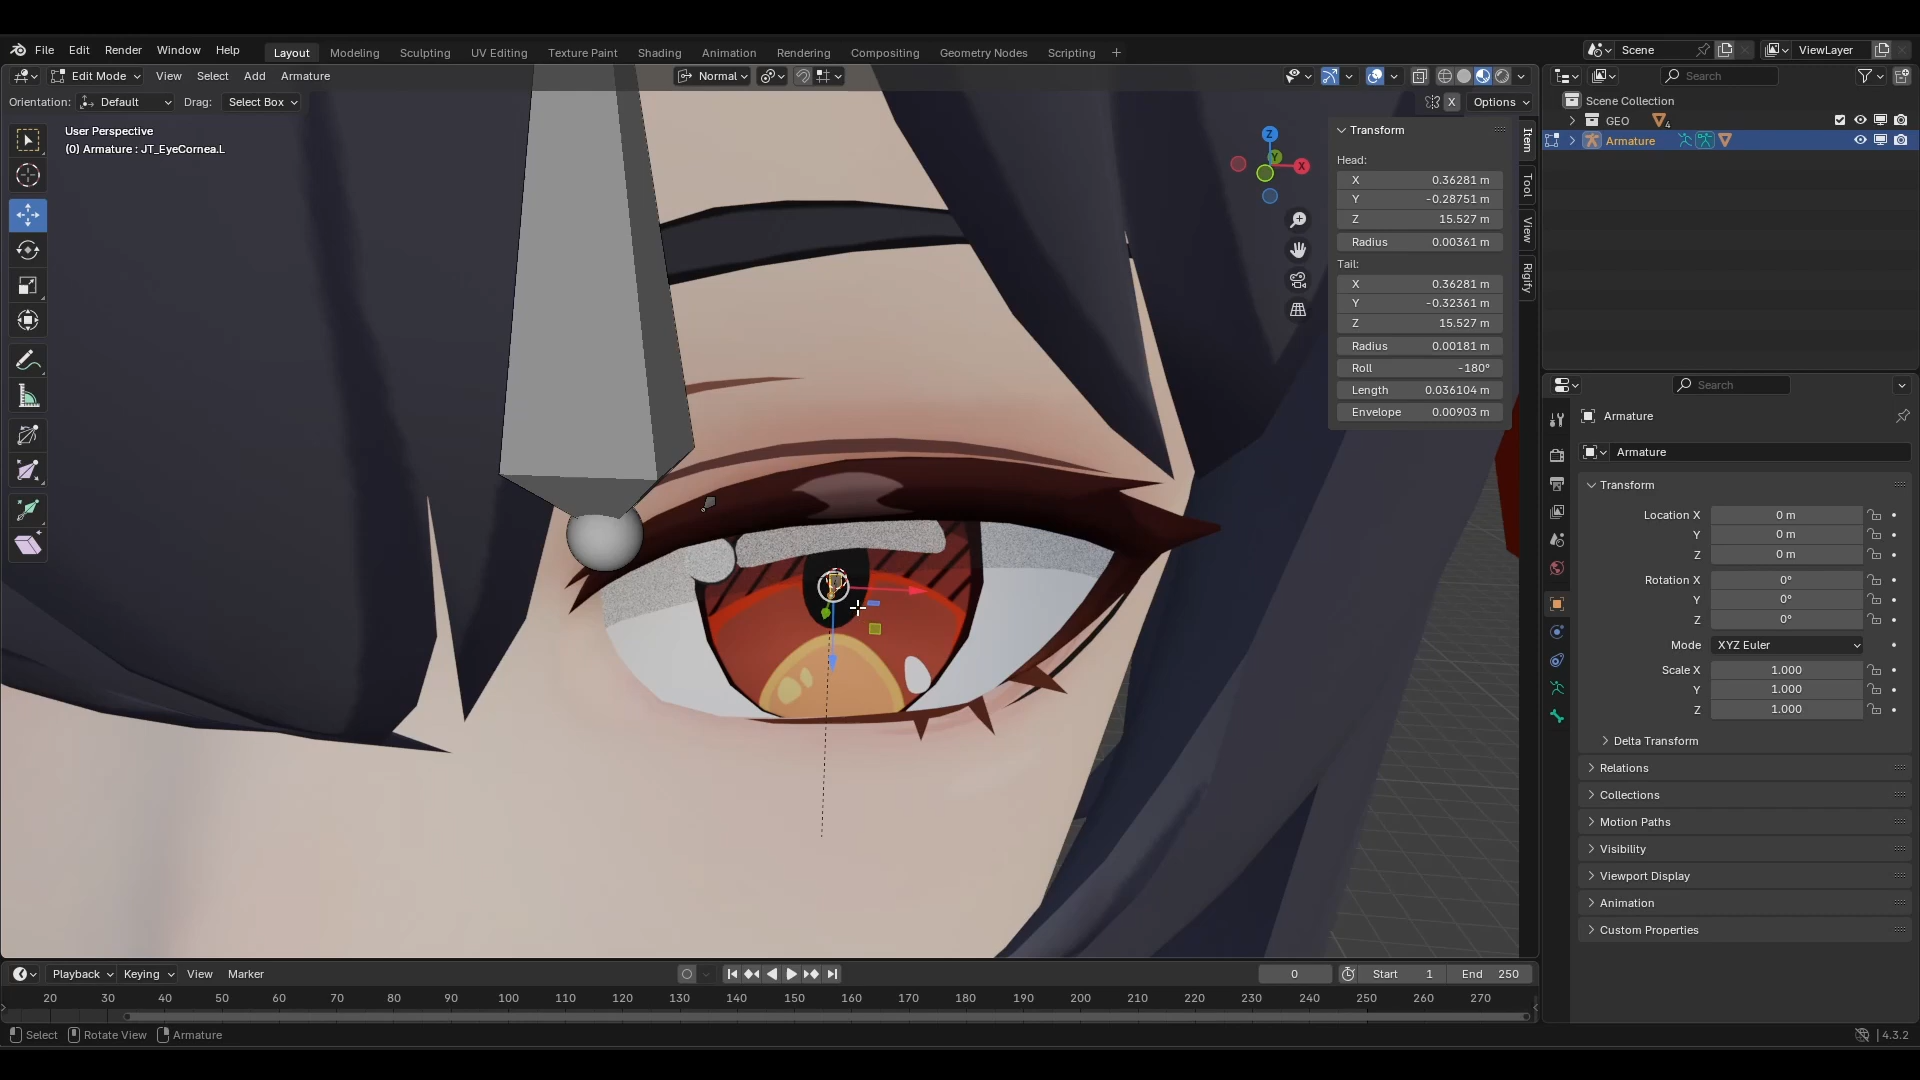 File Edit Render Window Help Layout Modeling Sculpting UV Editing Texture Paint Shading Animation Rendering Compositing Geometry Nodes Scripting + Scene ViewLayer
Edit Mode View Select Add Armature Normal Search
Orientation: Default Drag: Select Box X Options
User Perspective
(0) Armature : JT_EyeCornea.L
Z
Y
X
Transform
Head:
X 0.36281 m
Y -0.28751 m
Z 15.527 m
Radius 0.00361 m
Tail:
X 0.36281 m
Y -0.32361 m
Z 15.527 m
Radius 0.00181 m
Roll -180°
Length 0.036104 m
Envelope 0.00903 m
Item
Tool
View
Rigify
Scene Collection
GEO 4
Armature
Search
Armature
Armature
Transform
Location X 0 m
Y 0 m
Z 0 m
Rotation X 0°
Y 0°
Z 0°
Mode XYZ Euler
Scale X 1.000
Y 1.000
Z 1.000
Delta Transform
Relations
Collections
Motion Paths
Visibility
Viewport Display
Animation
Custom Properties
Playback Keying View Marker 0 Start 1 End 250
20 30 40 50 60 70 80 90 100 110 120 130 140 150 160 170 180 190 200 210 220 230 240 250 260 270
Select Rotate View Armature 4.3.2